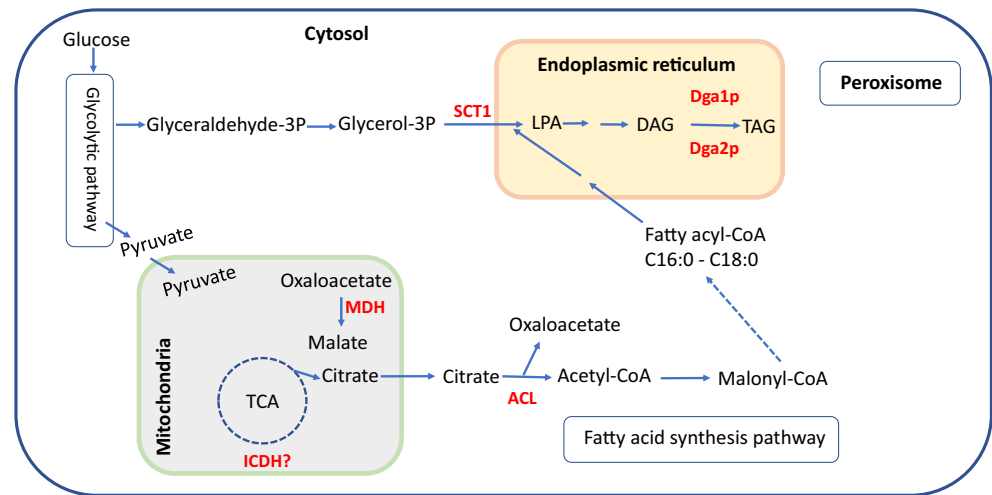 Cytosol
Glucose
Glycolytic pathway
Glyceraldehyde-3P
Glycerol-3P
SCT1
Endoplasmic reticulum
LPA
DAG
TAG
Dga1p
Dga2p
Peroxisome
Pyruvate
Pyruvate
Fatty acyl-CoA
C16:0 - C18:0
Mitochondria
Oxaloacetate
MDH
Malate
Citrate
TCA
ICDH?
Citrate
ACL
Oxaloacetate
Acetyl-CoA
Malonyl-CoA
Fatty acid synthesis pathway